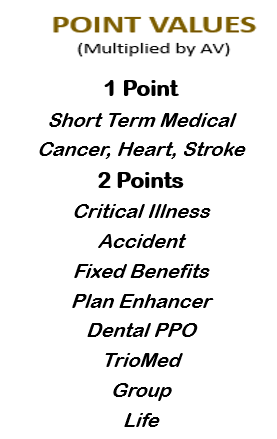 POINT VALUES
(Multiplied by AV)
1 Point
Short Term Medical
Cancer, Heart, Stroke
2 Points
Critical Illness
Accident
Fixed Benefits
Plan Enhancer
Dental PPO
TrioMed
Group
Life